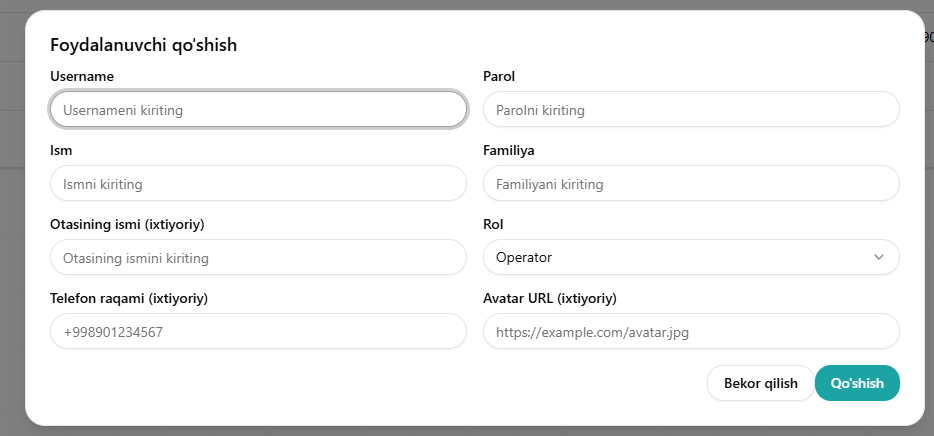 Foydalanuvchi qo'shish
Username Parol
Usernameni kiriting Parolni kiriting
Ism Familiya
Ismni kiriting Familiyani kiriting
Otasining ismi (ixtiyoriy) Rol
Otasining ismini kiriting Operator
Telefon raqami (ixtiyoriy) Avatar URL (ixtiyoriy)
+998901234567 https://example.com/avatar.jpg
Bekor qilish Qo'shish